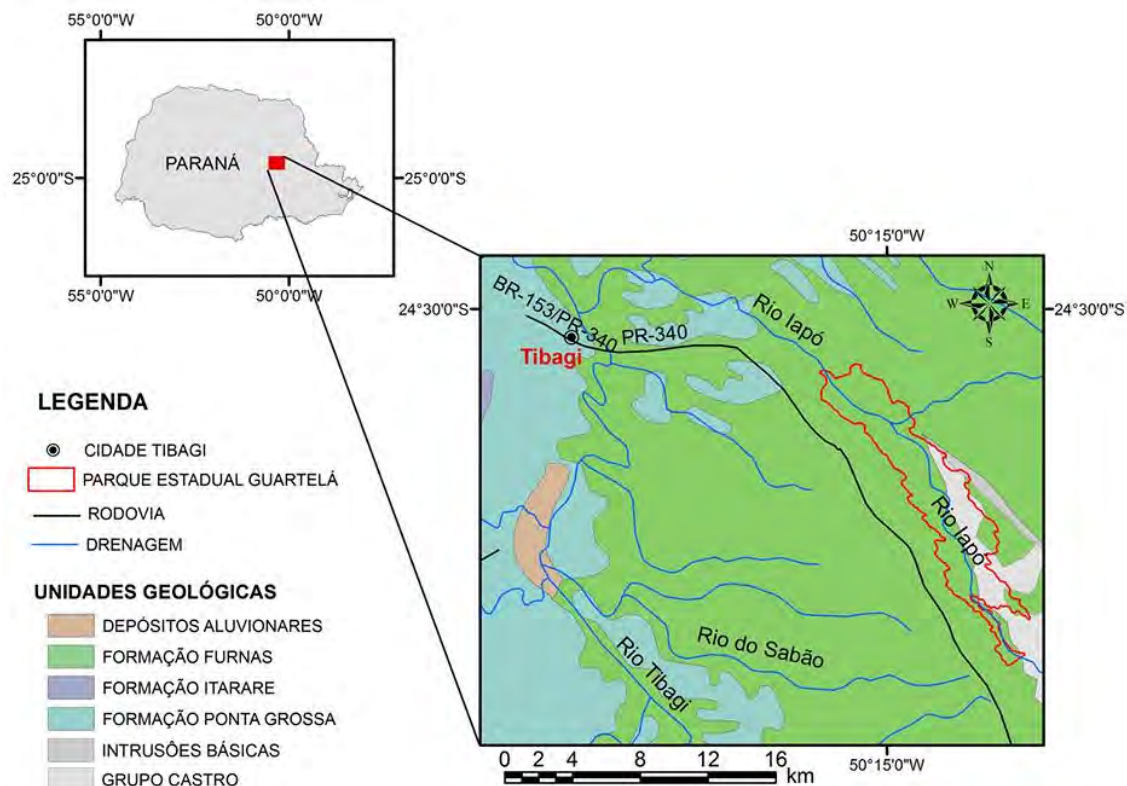 55°0'0"W 50°0'0"W
PARANÁ
25°0'0"S 25°0'0"S
55°0'0"W 50°0'0"W
50°15'0"W
24°30'0"S 24°30'0"S
N
W E
S
BR-153/PR-340
PR-340
Rio Iapó
Tibagi
Rio Iapó
Rio do Sabão
Rio Tibagi
LEGENDA
CIDADE TIBAGI
PARQUE ESTADUAL GUARTELÁ
RODOVIA
DRENAGEM
UNIDADES GEOLÓGICAS
DEPÓSITOS ALUVIONARES
FORMAÇÃO FURNAS
FORMAÇÃO ITARARE
FORMAÇÃO PONTA GROSSA
INTRUSÔES BÁSICAS
GRUPO CASTRO
0 2 4 8 12 16
km
50°15'0"W